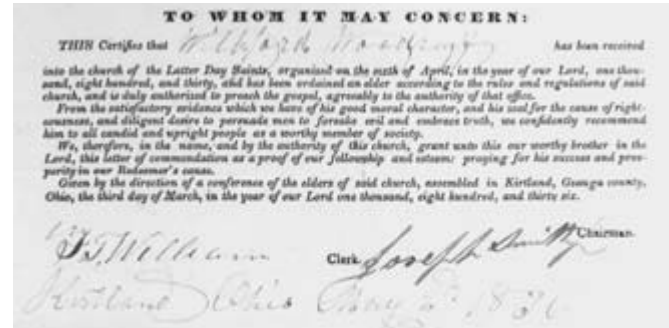 TO WHOM IT MAY CONCERN:
THIS Certifies that Wilford Woodruff has been received
into the church of the Latter Day Saints, organized on the sixth of April, in the year of our Lord, one thou-
sand, eight hundred, and thirty, and has been ordained an elder according to the rules and regulations of said
church, and is duly authorized to preach the gospel, agreeably to the authority of that office.
From the satisfactory evidence which we have of his good moral character, and his zeal for the cause of right-
eousness, and diligent desire to persuade men to forsake evil and embrace truth, we confidently recommend
him to all candid and upright people as a worthy member of society.
We, therefore, in the name, and by the authority of this church, grant unto this our worthy brother in the
Lord, this letter of commendation as a proof of our fellowship and esteem: praying for his success and pros-
perity in our Redeemer's cause.
Given by the direction of a conference of the elders of said church, assembled in Kirtland, Geauga county,
Ohio, the third day of March, in the year of our Lord one thousand, eight hundred, and thirty six.
Joseph Smith Chairman.
F. G. William Clerk.
Kirtland Ohio May